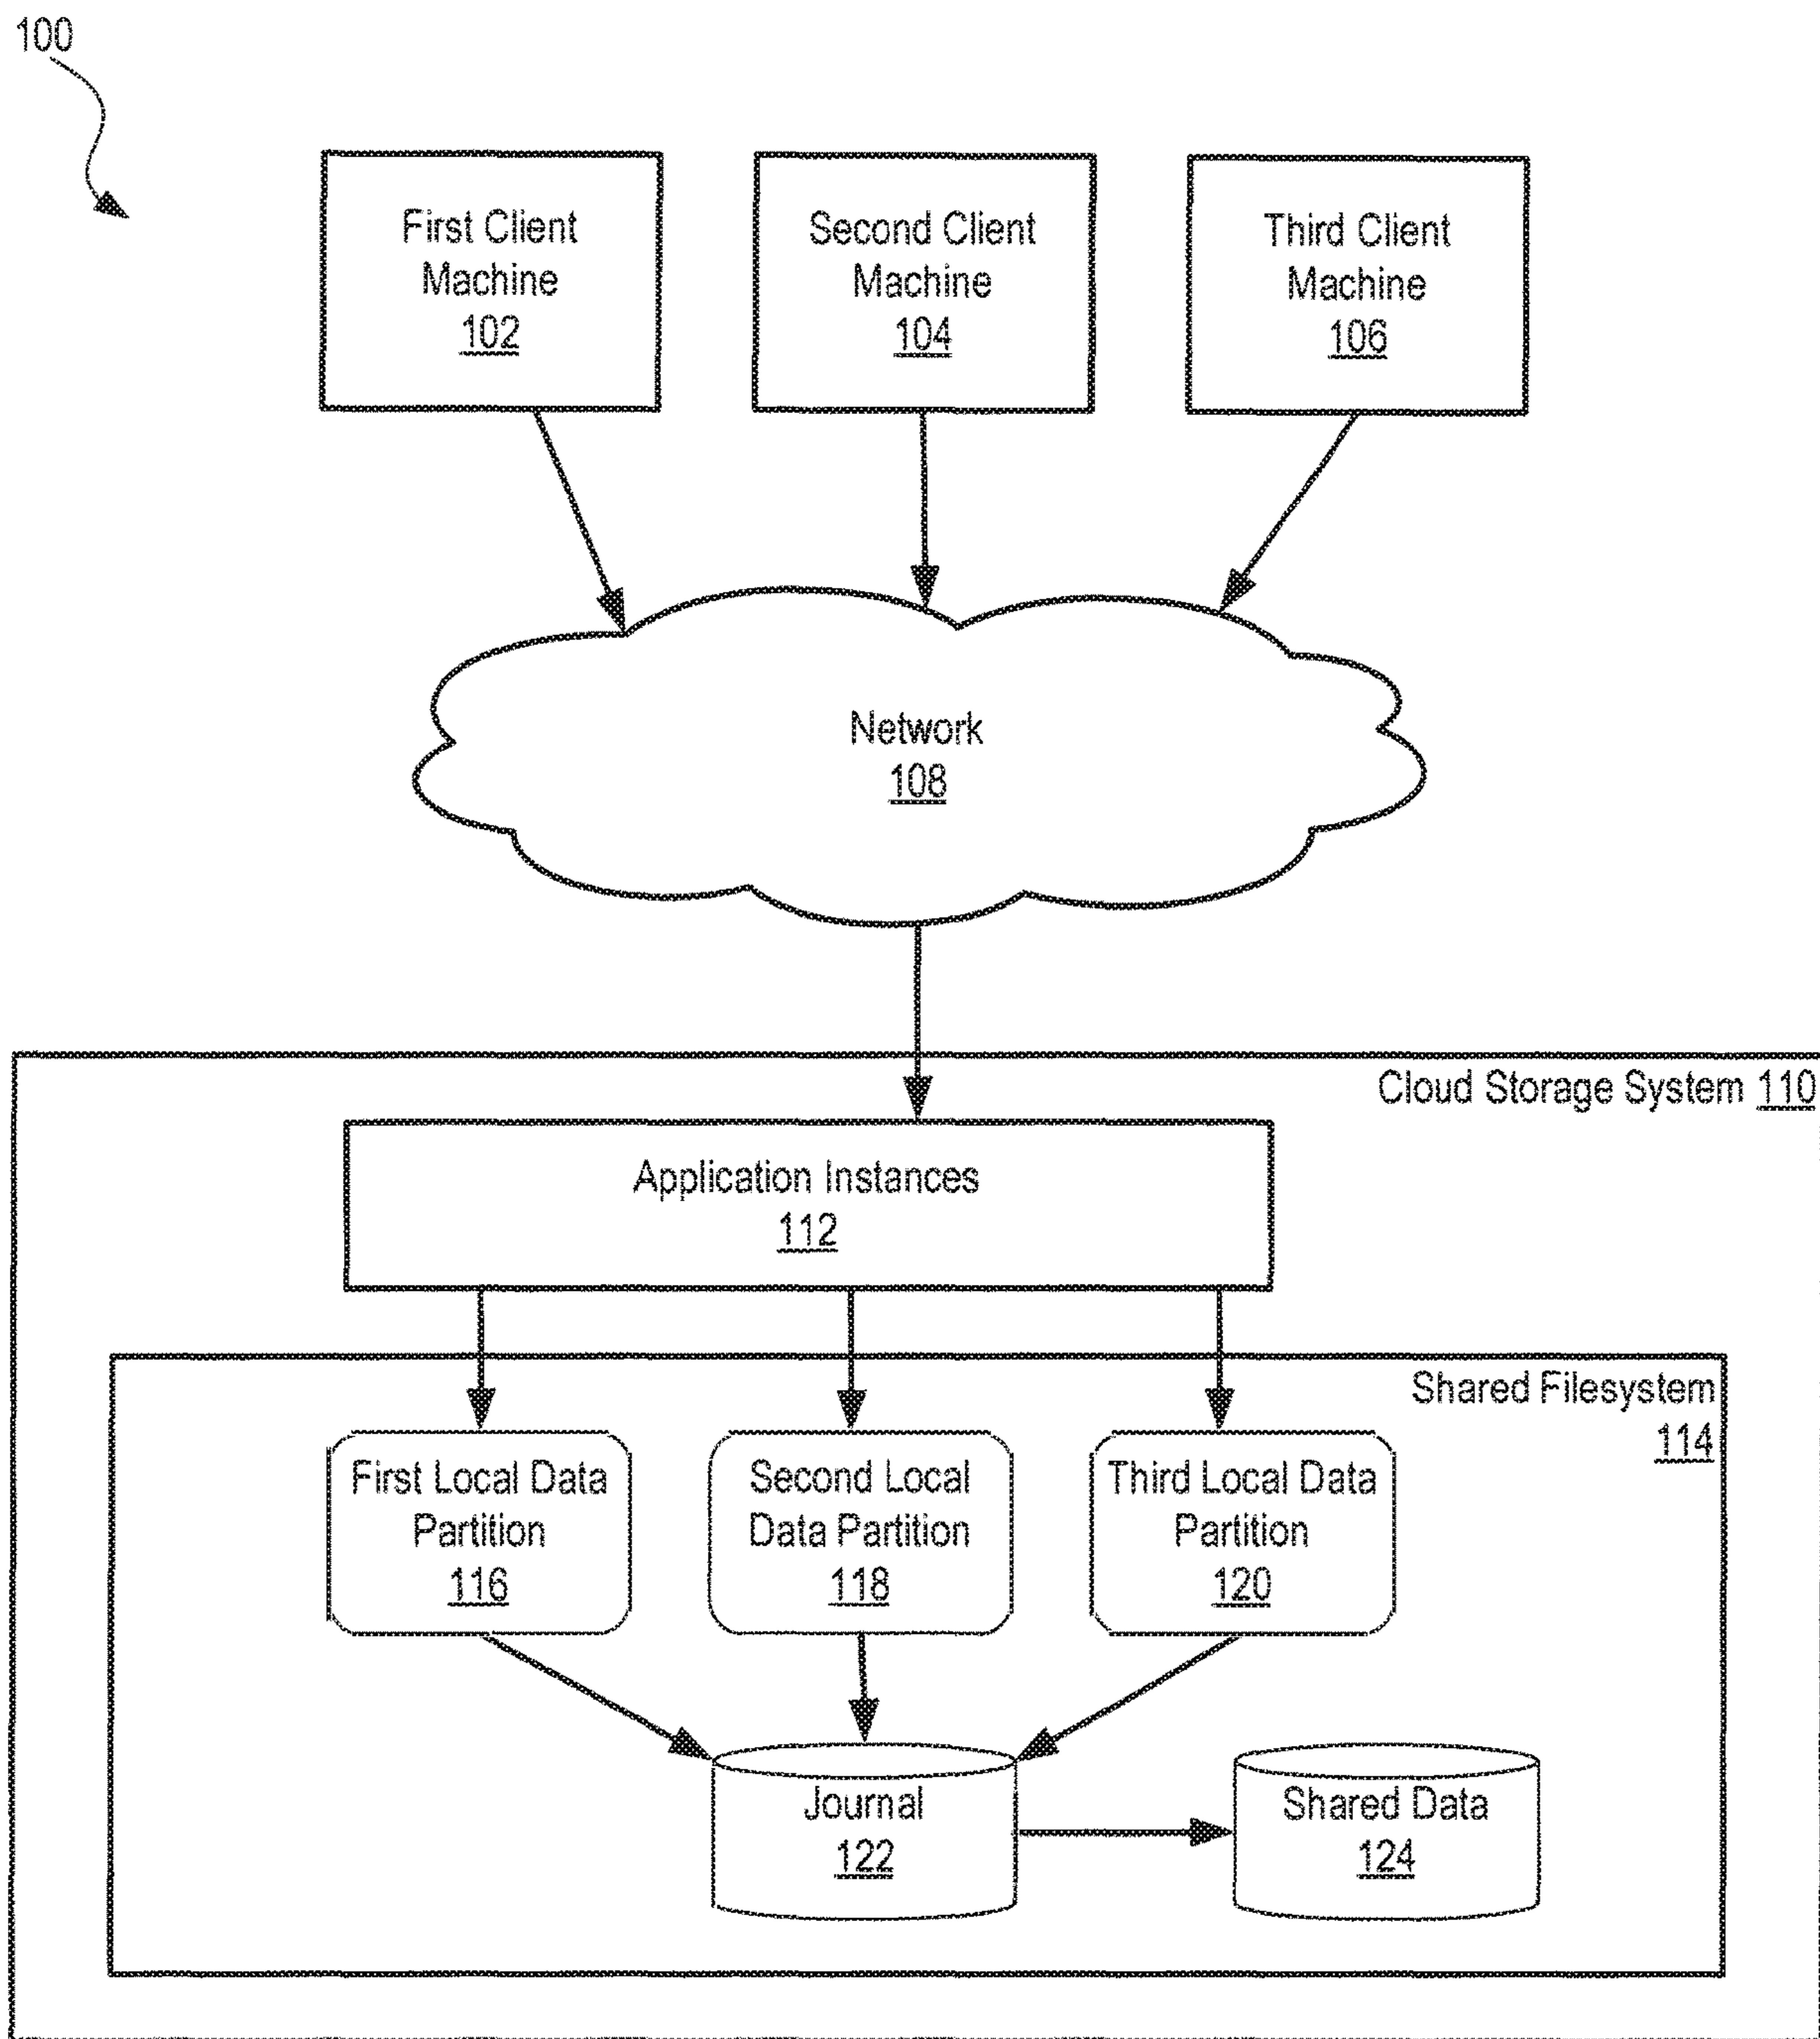 100
First Client
Machine
102
Second Client
Machine
104
Third Client
Machine
106
Network
108
Cloud Storage System 110
Application Instances
112
Shared Filesystem
114
First Local Data
Partition
116
Second Local
Data Partition
118
Third Local Data
Partition
120
Journal
122
Shared Data
124